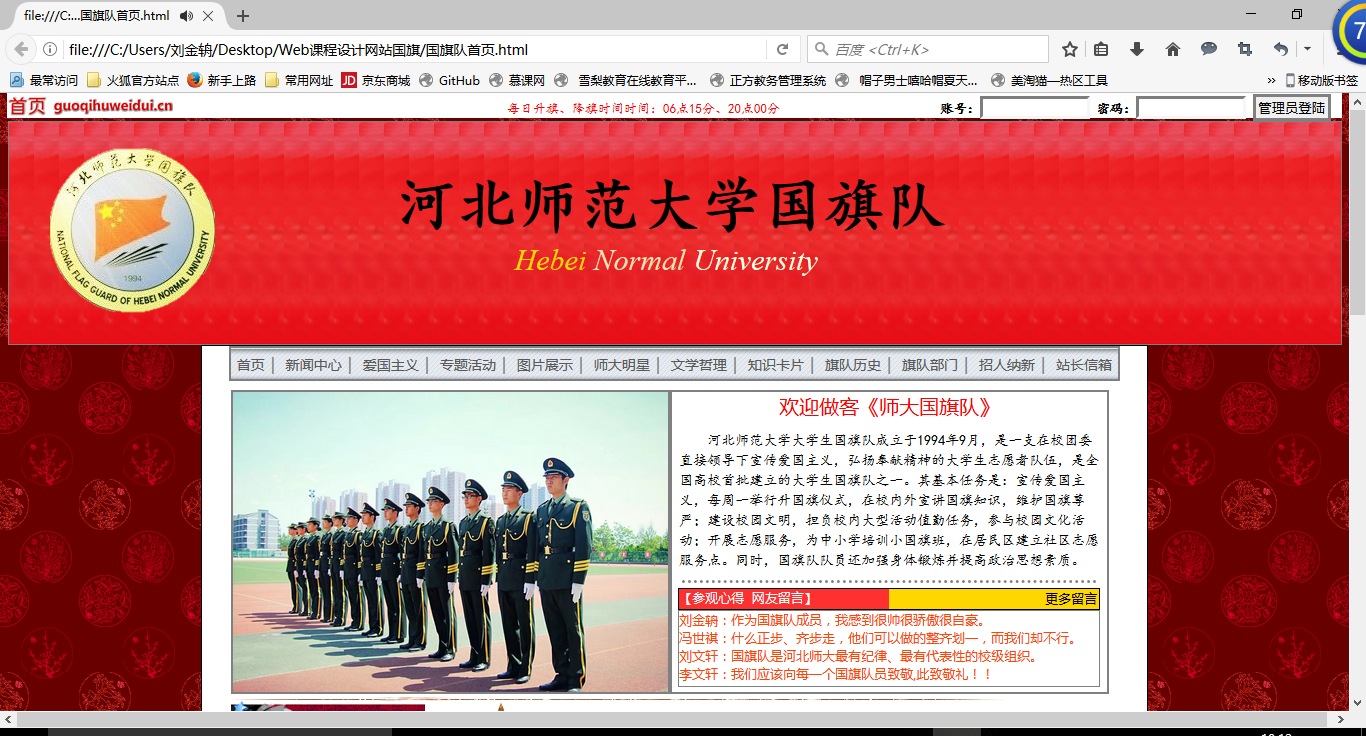 file:///C:...国旗队首页.html
file:///C:/Users/刘金锎/Desktop/Web课程设计网站国旗/国旗队首页.html
百度 <Ctrl+K>
7
最常访问 火狐官方站点 新手上路 常用网址 JD 京东商城 GitHub 慕课网 雪梨教育在线教育平... 正方教务管理系统 帽子男士嘻哈帽夏天... 美淘猫—热区工具 » 移动版书签
首页 guoqihuweidui.cn 每日升旗、降旗时间时间：06点15分、20点00分 账号： 密码： 管理员登陆
河北师范大学国旗队
NATIONAL FLAG GUARD OF HEBEI NORMAL UNIVERSITY
1994
河北师范大学国旗队
Hebei Normal University
首页 | 新闻中心 | 爱国主义 | 专题活动 | 图片展示 | 师大明星 | 文学哲理 | 知识卡片 | 旗队历史 | 旗队部门 | 招人纳新 | 站长信箱
欢迎做客《师大国旗队》
河北师范大学大学生国旗队成立于1994年9月，是一支在校团委
直接领导下宣传爱国主义，弘扬奉献精神的大学生志愿者队伍，是全
国高校首批建立的大学生国旗队之一。其基本任务是：宣传爱国主
义，每周一举行升国旗仪式，在校内外宣讲国旗知识，维护国旗尊
严；建设校园文明，担负校内大型活动值勤任务，参与校园文化活
动；开展志愿服务，为中小学培训小国旗班，在居民区建立社区志愿
服务点。同时，国旗队队员还加强身体锻炼并提高政治思想素质。
【参观心得 网友留言】 更多留言
刘金锎：作为国旗队成员，我感到很帅很骄傲很自豪。
冯世祺：什么正步、齐步走，他们可以做的整齐划一，而我们却不行。
刘文轩：国旗队是河北师大最有纪律、最有代表性的校级组织。
李文轩：我们应该向每一个国旗队员致敬,此致敬礼！！